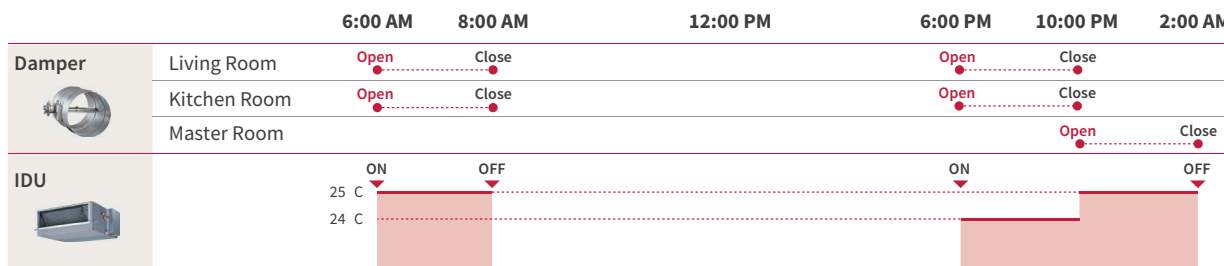 6:00 AM 8:00 AM 12:00 PM 6:00 PM 10:00 PM 2:00 AM
Damper Living Room Open Close Open Close
Kitchen Room Open Close Open Close
Master Room Open Close
IDU ON OFF ON OFF
25 C
24 C